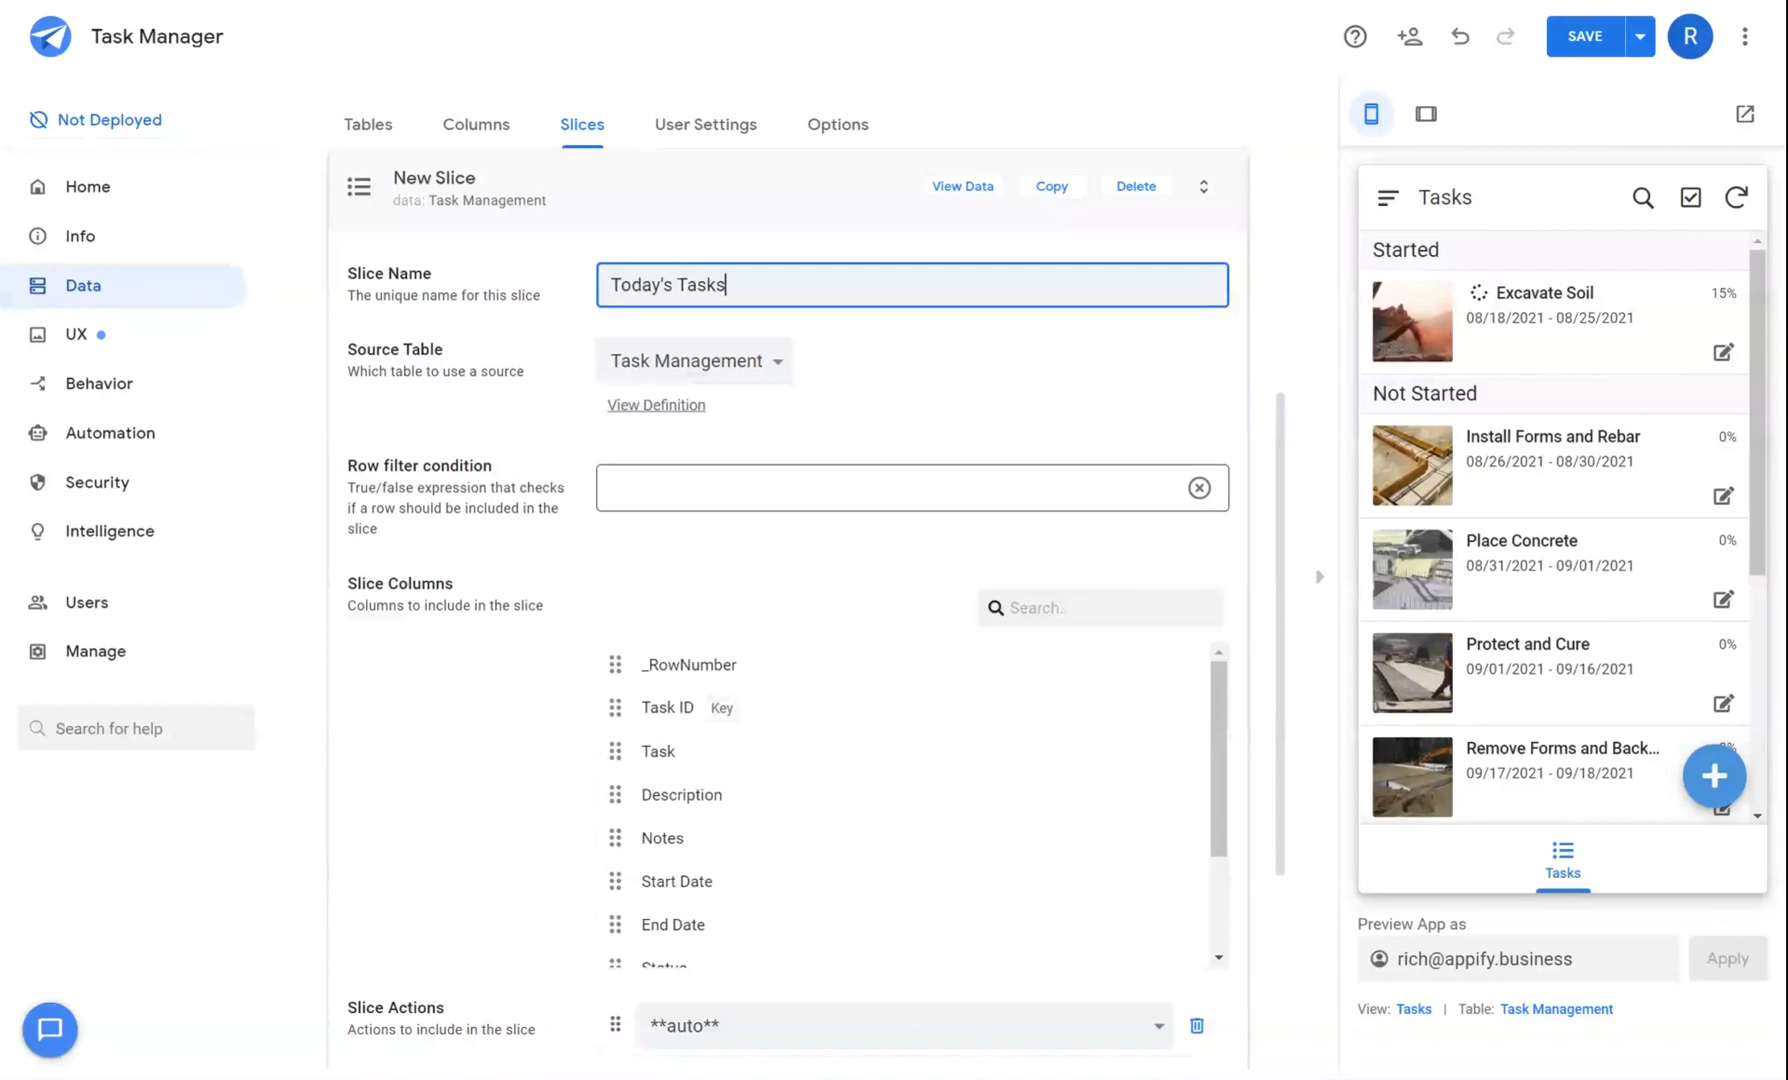 Task Manager
SAVE
R
Not Deployed
Home
Info
Data
UX
Behavior
Automation
Security
Intelligence
Users
Manage
Search for help
Tables
Columns
Slices
User Settings
Options
New Slice
data: Task Management
View Data
Copy
Delete
Slice Name
The unique name for this slice
Today's Tasks
Source Table
Which table to use a source
Task Management
View Definition
Row filter condition
True/false expression that checks
if a row should be included in the
slice
Slice Columns
Columns to include in the slice
Search..
_RowNumber
Task ID Key
Task
Description
Notes
Start Date
End Date
Status
Slice Actions
Actions to include in the slice
**auto**
Tasks
Started
Excavate Soil 15%
08/18/2021 - 08/25/2021
Not Started
Install Forms and Rebar 0%
08/26/2021 - 08/30/2021
Place Concrete 0%
08/31/2021 - 09/01/2021
Protect and Cure 0%
09/01/2021 - 09/16/2021
Remove Forms and Back...
09/17/2021 - 09/18/2021
Tasks
Preview App as
rich@appify.business
Apply
View: Tasks | Table: Task Management